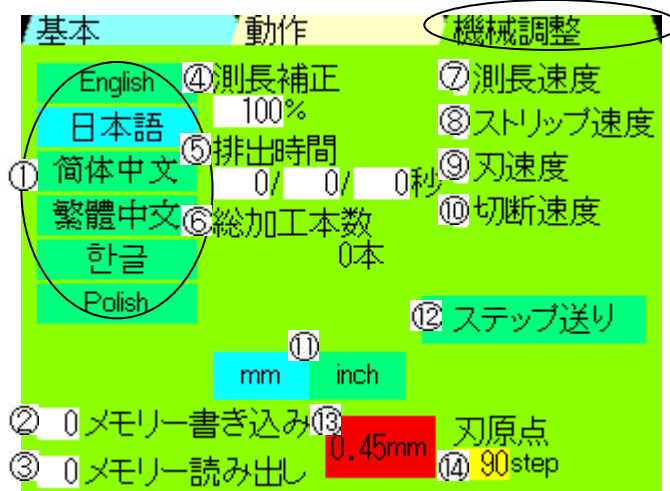 基本 動作 機械調整
① English
日本語
简体中文
繁體中文
한글
Polish
④測長補正
100%
⑤排出時間
0/ 0/ 0秒
⑥総加工本数
0本
⑦測長速度
⑧ストリップ速度
⑨刃速度
⑩切断速度
⑫ステップ送り
⑪
mm inch
② 0 メモリー書き込み
③ 0 メモリー読み出し
⑬ 0.45mm
刃原点
⑭ 90step